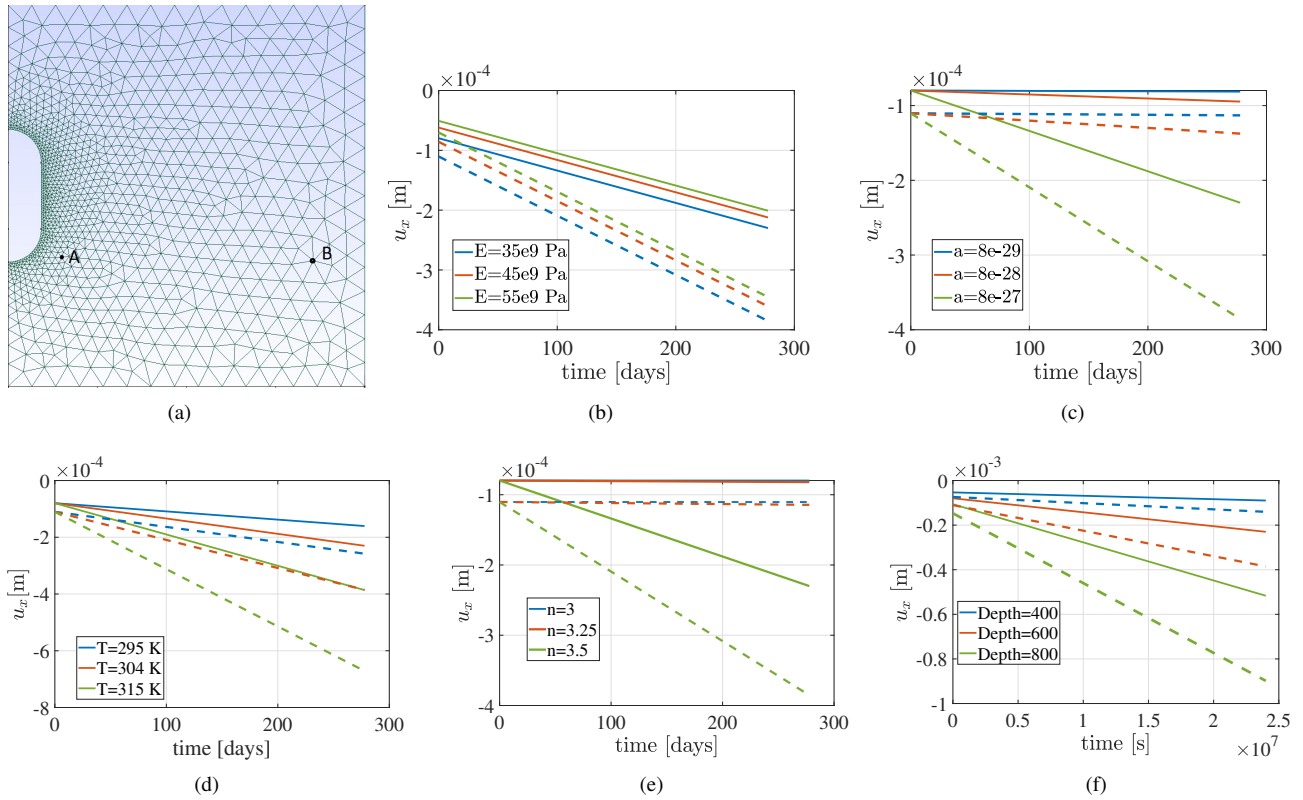 A
B
(a)
×10⁻⁴
0
-1
-2
-3
-4
0
100
200
300
u_x [m]
time [days]
E=35e9 Pa
E=45e9 Pa
E=55e9 Pa
(b)
×10⁻⁴
-1
-2
-3
-4
0
100
200
300
u_x [m]
time [days]
a=8e-29
a=8e-28
a=8e-27
(c)
×10⁻⁴
0
-2
-4
-6
-8
0
100
200
300
u_x [m]
time [days]
T=295 K
T=304 K
T=315 K
(d)
×10⁻⁴
-1
-2
-3
-4
0
100
200
300
u_x [m]
time [days]
n=3
n=3.25
n=3.5
(e)
×10⁻³
0
-0.2
-0.4
-0.6
-0.8
-1
0
0.5
1
1.5
2
2.5
×10⁷
u_x [m]
time [s]
Depth=400
Depth=600
Depth=800
(f)